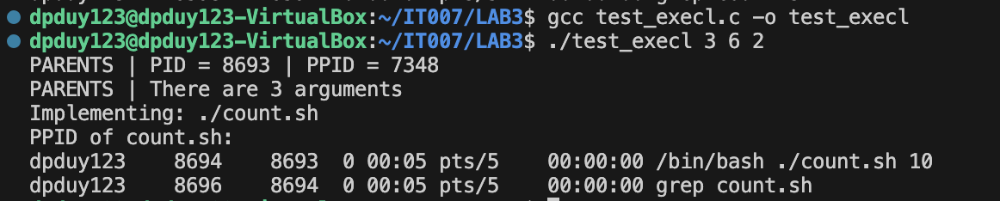 dpduy123@dpduy123-VirtualBox:~/IT007/LAB3$ gcc test_execl.c -o test_execl
dpduy123@dpduy123-VirtualBox:~/IT007/LAB3$ ./test_execl 3 6 2
PARENTS | PID = 8693 | PPID = 7348
PARENTS | There are 3 arguments
Implementing: ./count.sh
PPID of count.sh:
dpduy123    8694    8693  0 00:05 pts/5    00:00:00 /bin/bash ./count.sh 10
dpduy123    8696    8694  0 00:05 pts/5    00:00:00 grep count.sh